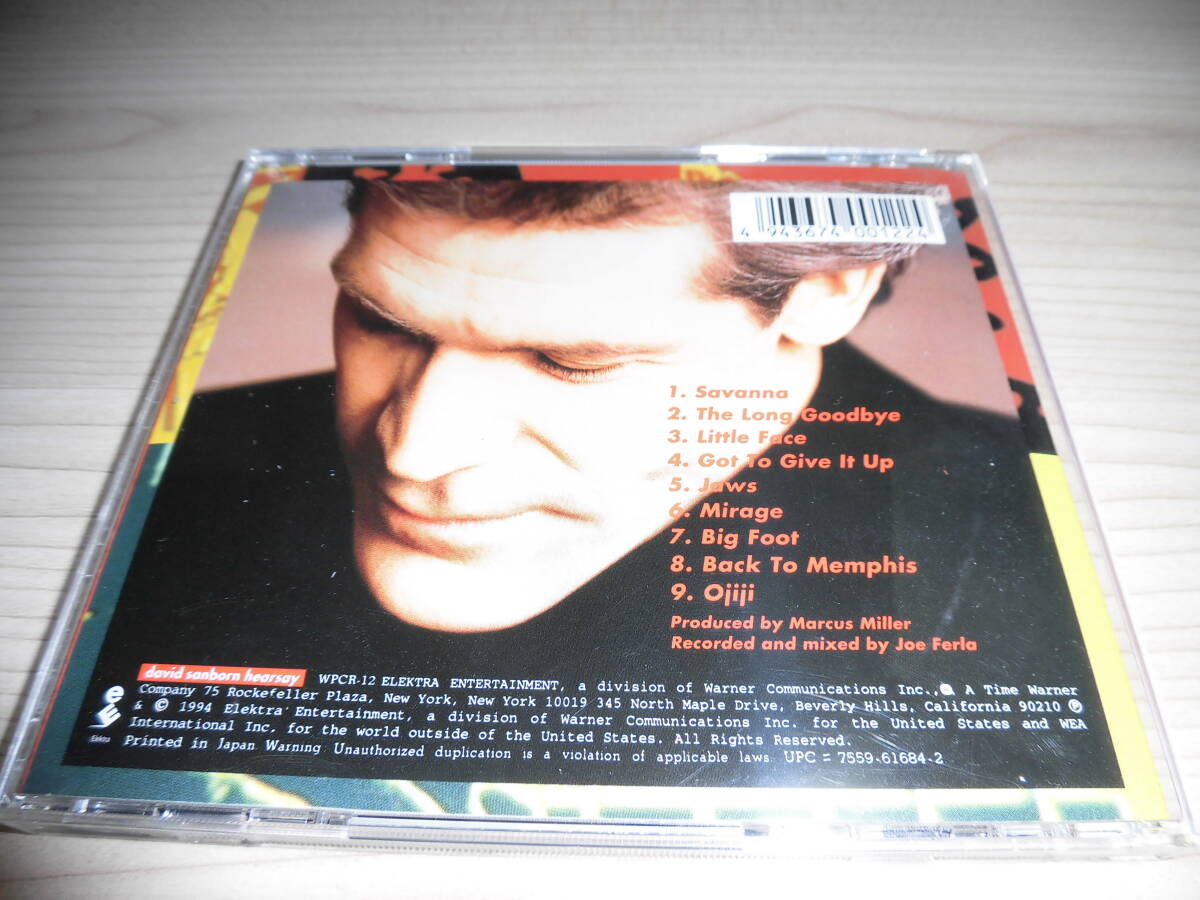 4 943674 001224
1. Savanna
2. The Long Goodbye
3. Little Face
4. Got To Give It Up
5. Jaws
6. Mirage
7. Big Foot
8. Back To Memphis
9. Ojiji
Produced by Marcus Miller
Recorded and mixed by Joe Ferla
david sanborn hearsay WPCR-12 ELEKTRA ENTERTAINMENT, a division of Warner Communications Inc., A Time Warner
Company 75 Rockefeller Plaza, New York, New York 10019 345 North Maple Drive, Beverly Hills, California 90210 ℗
& © 1994 Elektra Entertainment, a division of Warner Communications Inc. for the United States and WEA
International Inc. for the world outside of the United States. All Rights Reserved.
Printed in Japan Warning: Unauthorized duplication is a violation of applicable laws. UPC = 7559-61684-2
Elektra